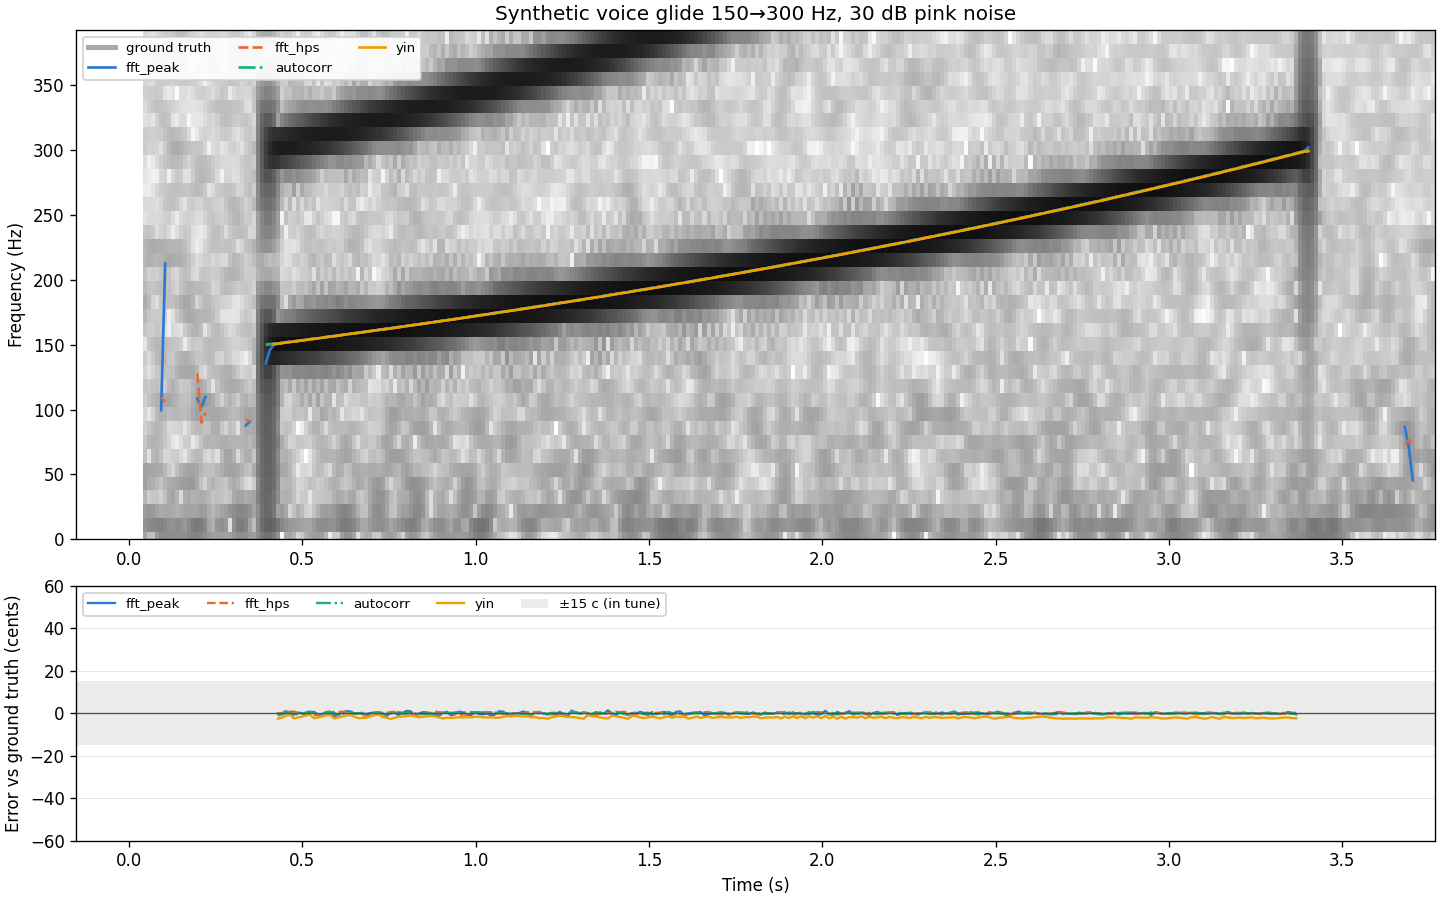 Synthetic voice glide 150→300 Hz, 30 dB pink noise
ground truth
fft_peak
fft_hps
autocorr
yin
Frequency (Hz)
350
300
250
200
150
100
50
0
0.0 0.5 1.0 1.5 2.0 2.5 3.0 3.5
fft_peak fft_hps autocorr yin ±15 c (in tune)
Error vs ground truth (cents)
60
40
20
0
−20
−40
−60
0.0 0.5 1.0 1.5 2.0 2.5 3.0 3.5
Time (s)